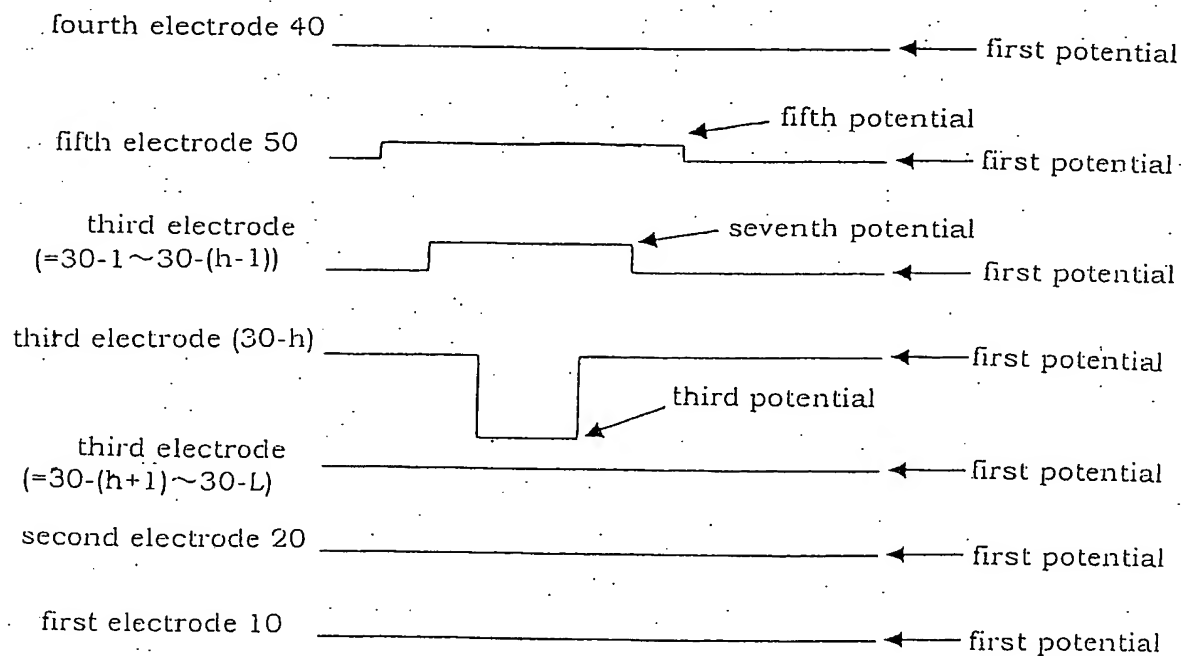 fourth electrode 40
first potential
fifth potential
fifth electrode 50
first potential
third electrode
(=30-1~30-(h-1))
seventh potential
first potential
third electrode (30-h)
first potential
third potential
third electrode
(=30-(h+1)~30-L)
first potential
second electrode 20
first potential
first electrode 10
first potential